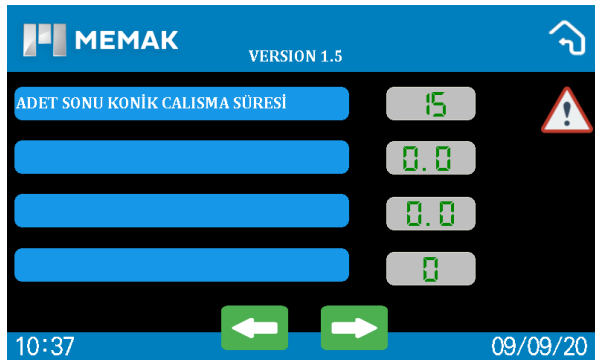 MEMAK
VERSION 1.5
ADET SONU KONİK CALISMA SÜRESİ
15
0.0
0.0
0
10:37
09/09/20